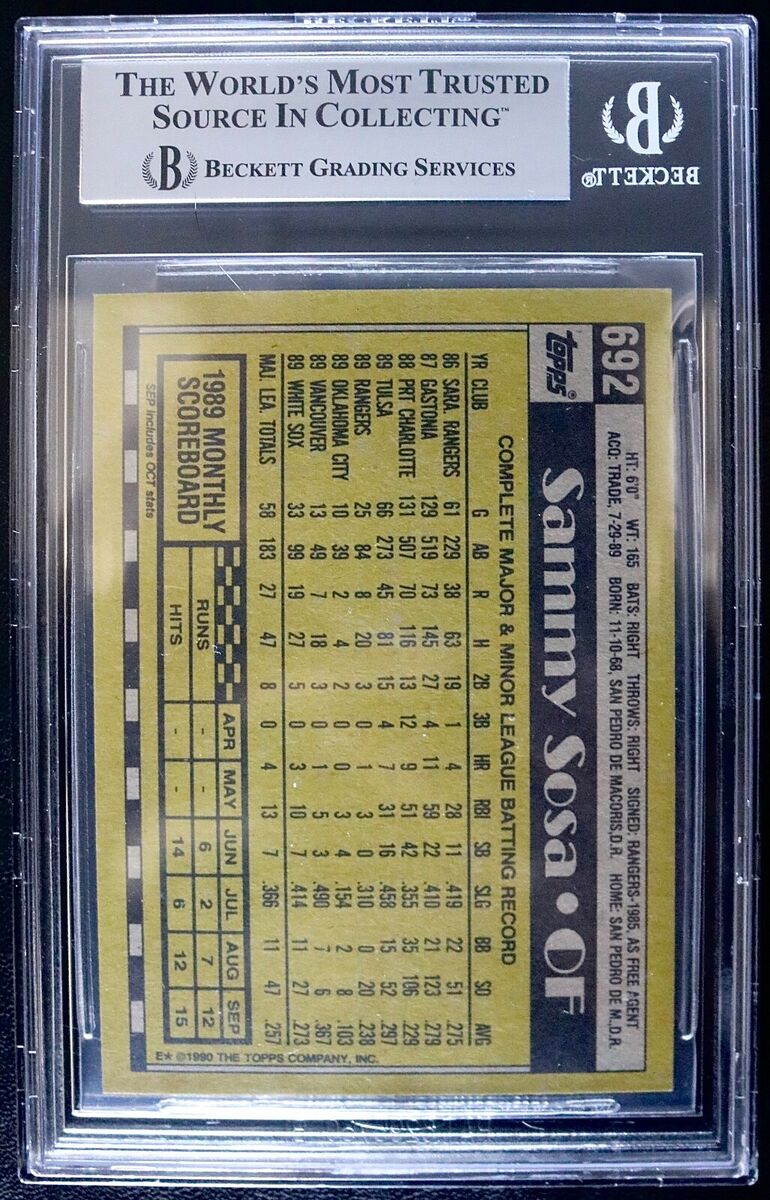 THE WORLD'S MOST TRUSTED
SOURCE IN COLLECTING™
B BECKETT GRADING SERVICES
B
BECKETT®
692
HT: 6'0" WT: 165 BATS: RIGHT THROWS: RIGHT SIGNED: RANGERS-1985, AS FREE AGENT
ACQ: TRADE, 7-29-89 BORN: 11-10-68, SAN PEDRO DE MACORIS,D.R. HOME: SAN PEDRO DE M.,D.R.
topps® Sammy Sosa • OF
COMPLETE MAJOR & MINOR LEAGUE BATTING RECORD
YR CLUB G AB R H 2B 3B HR RBI SB SLG BB SO AVG
86 SARA. RANGERS 61 229 38 63 19 1 4 28 11 .419 22 51 .275
87 GASTONIA 129 519 73 145 27 4 11 59 22 .410 21 123 .279
88 PRT CHARLOTTE 131 507 70 116 13 12 9 51 42 .355 35 106 .229
89 TULSA 66 273 45 81 15 4 7 31 16 .458 15 52 .297
89 RANGERS 25 84 8 20 3 0 1 3 0 .310 0 20 .238
89 OKLAHOMA CITY 10 39 2 4 2 0 0 3 4 .154 2 8 .103
89 VANCOUVER 13 49 7 18 3 0 1 5 3 .490 7 6 .367
89 WHITE SOX 33 99 19 27 5 0 3 10 7 .414 11 27 .273
MAJ. LEA. TOTALS 58 183 27 47 8 0 4 13 7 .366 11 47 .257
1989 MONTHLY
SCOREBOARD
APR MAY JUN JUL AUG SEP
RUNS - - 6 2 7 12
HITS - - 14 6 12 15
SEP includes OCT stats
E★ ©1990 THE TOPPS COMPANY, INC.